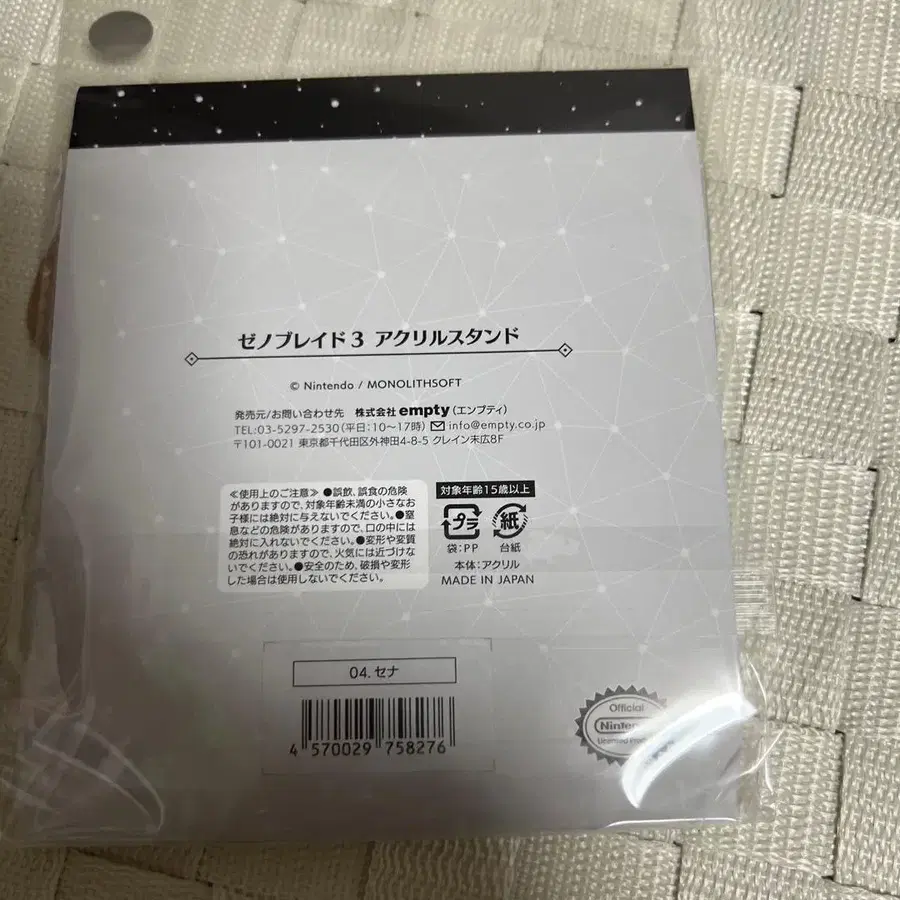 ゼノブレイド3 アクリルスタンド
© Nintendo / MONOLITHSOFT
発売元/お問い合わせ先 株式会社empty(エンプティ)
TEL:03-5297-2530(平日:10〜17時) info@empty.co.jp
〒101-0021 東京都千代田区外神田4-8-5 クレイン末広8F
≪使用上のご注意≫ ●誤飲、誤食の危険
がありますので、対象年齢未満の小さなお
子様には絶対に与えないでください。●窒
息などの危険がありますので、口の中には
絶対に入れないでください。●変形や変質
の恐れがありますので、火気には近づけな
いでください。●安全のため、破損や変形
した場合は使用しないでください。
対象年齢15歳以上
プラ 紙
袋:PP 台紙
本体:アクリル
MADE IN JAPAN
04. セナ
4 570029 758276
Official
Licensed